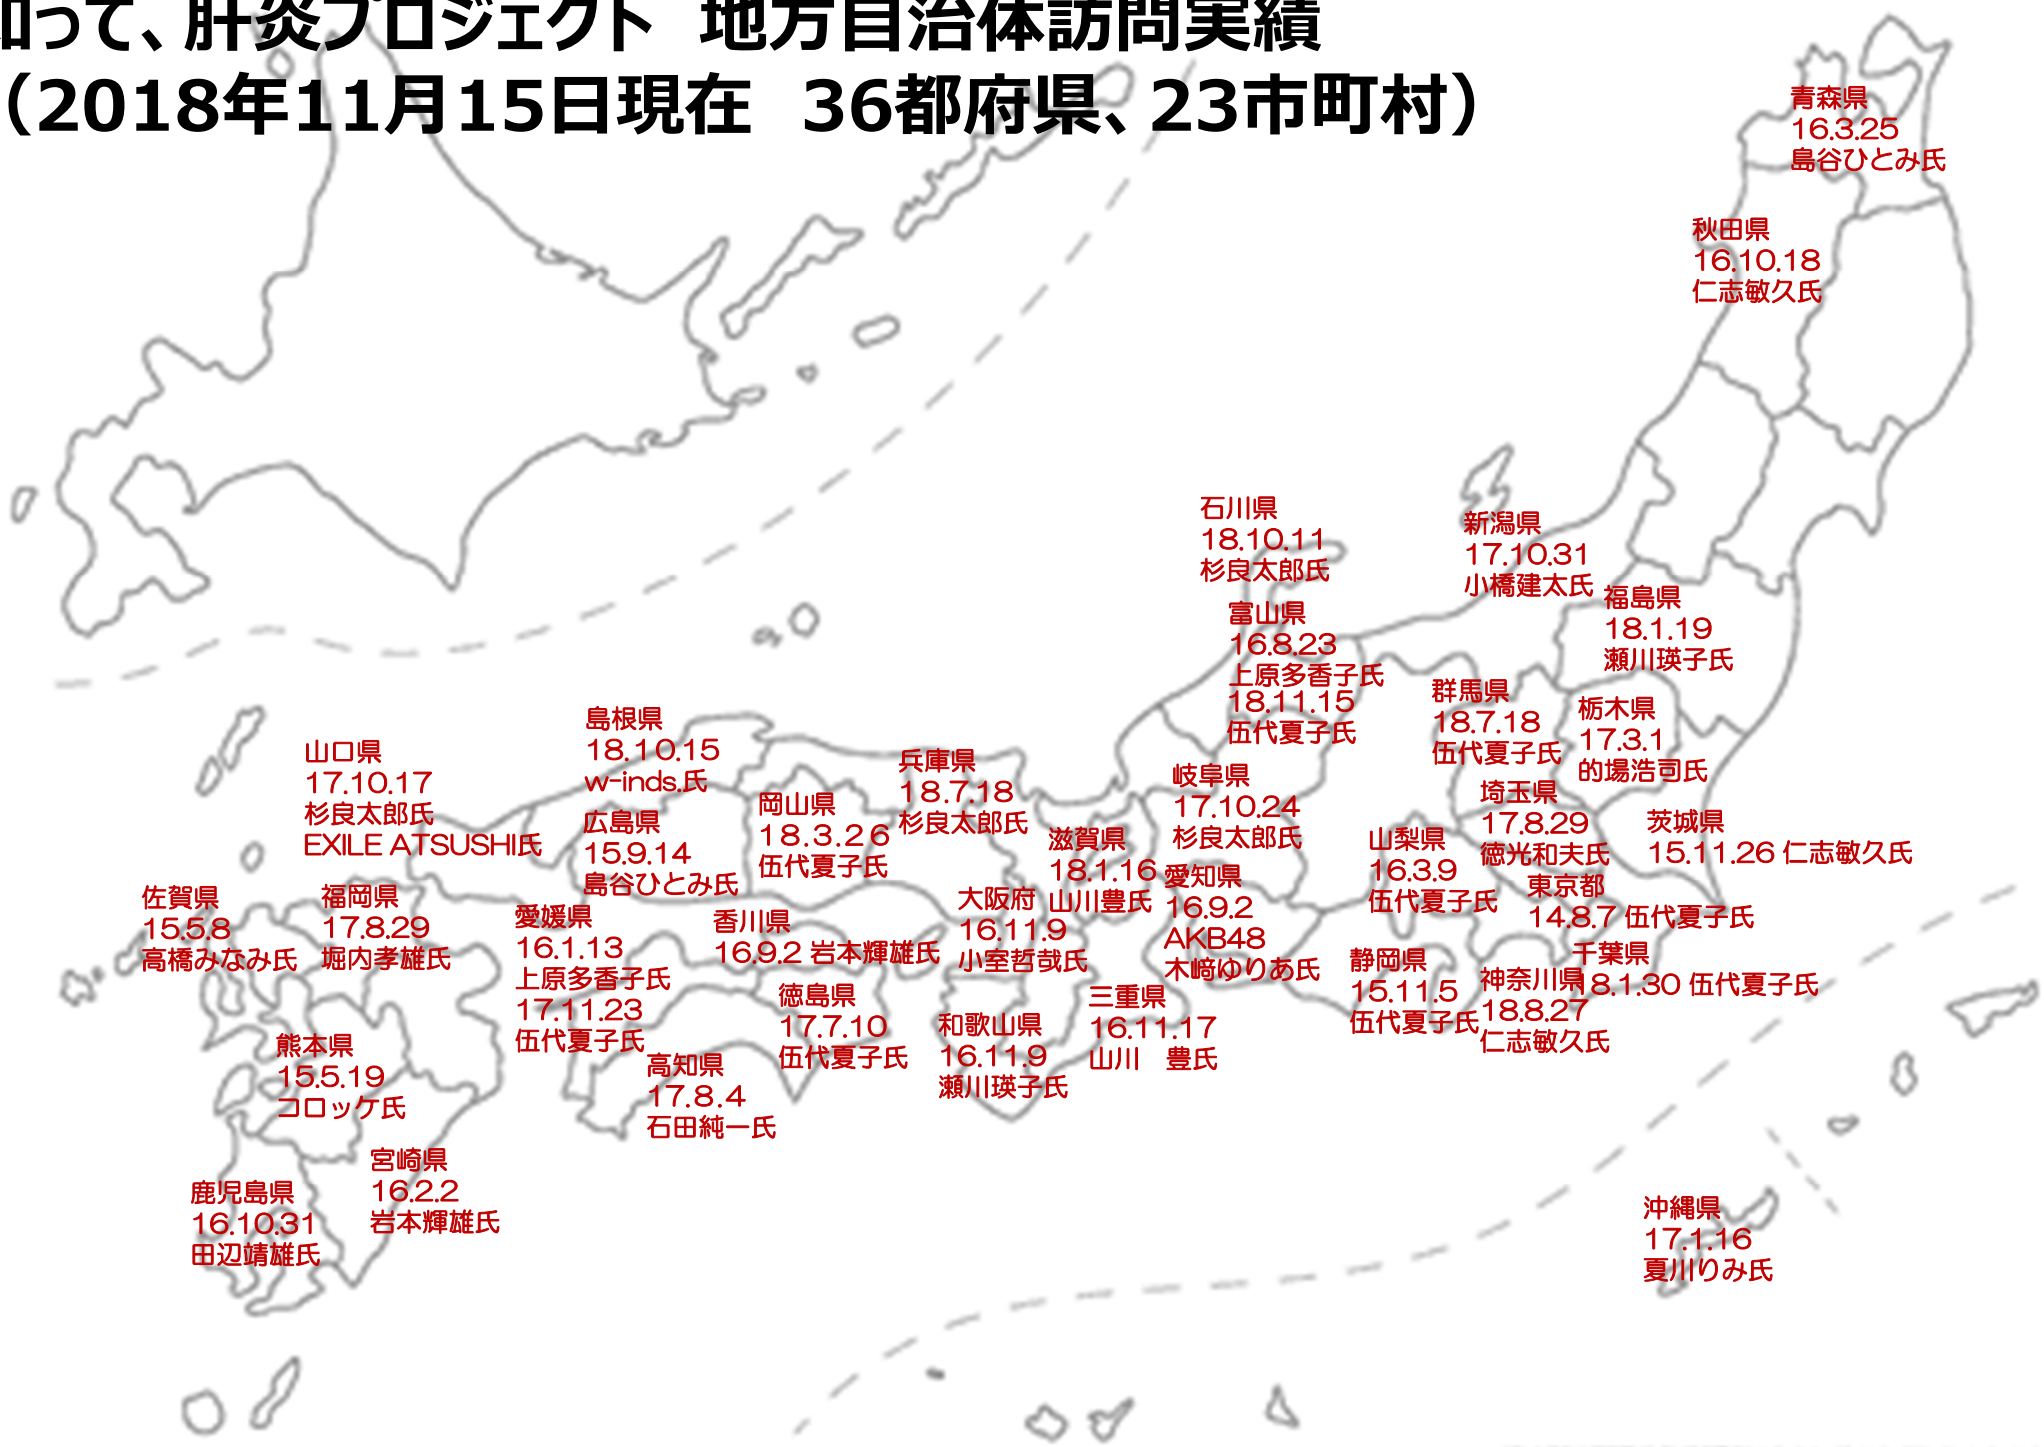 知って、肝炎プロジェクト　地方自治体訪問実績
（2018年11月15日現在　36都府県、23市町村）
青森県
16.3.25
島谷ひとみ氏
秋田県
16.10.18
仁志敏久氏
石川県
18.10.11
杉良太郎氏
新潟県
17.10.31
小橋建太氏
福島県
18.1.19
瀬川瑛子氏
富山県
16.8.23
上原多香子氏
18.11.15
伍代夏子氏
群馬県
18.7.18
伍代夏子氏
栃木県
17.3.1
的場浩司氏
島根県
18.10.15
w-inds.氏
山口県
17.10.17
杉良太郎氏
EXILE ATSUSHI氏
兵庫県
18.7.18
杉良太郎氏
岐阜県
17.10.24
杉良太郎氏
埼玉県
17.8.29
徳光和夫氏
岡山県
18.3.26
伍代夏子氏
広島県
15.9.14
島谷ひとみ氏
茨城県
15.11.26 仁志敏久氏
滋賀県
18.1.16
山川豊氏
山梨県
16.3.9
伍代夏子氏
愛知県
16.9.2
AKB48
木﨑ゆりあ氏
東京都
14.8.7 伍代夏子氏
佐賀県
15.5.8
高橋みなみ氏
福岡県
17.8.29
堀内孝雄氏
大阪府
16.11.9
小室哲哉氏
愛媛県
16.1.13
上原多香子氏
17.11.23
伍代夏子氏
香川県
16.9.2 岩本輝雄氏
千葉県
18.1.30 伍代夏子氏
静岡県
15.11.5
伍代夏子氏
神奈川県
18.8.27
仁志敏久氏
徳島県
17.7.10
伍代夏子氏
三重県
16.11.17
山川　豊氏
和歌山県
16.11.9
瀬川瑛子氏
熊本県
15.5.19
コロッケ氏
高知県
17.8.4
石田純一氏
宮崎県
16.2.2
岩本輝雄氏
鹿児島県
16.10.31
田辺靖雄氏
沖縄県
17.1.16
夏川りみ氏